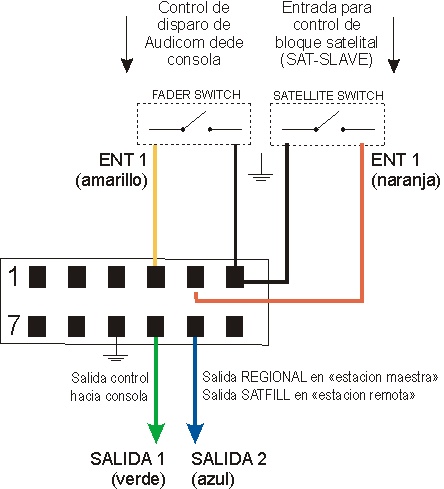 Control de
disparo de
Audicom dede
consola
Entrada para
control de
bloque satelital
(SAT-SLAVE)
FADER SWITCH
SATELLITE SWITCH
ENT 1
(amarillo)
ENT 1
(naranja)
1
7
Salida control
hacia consola
Salida REGIONAL en «estacion maestra»
Salida SATFILL en «estacion remota»
SALIDA 1
(verde)
SALIDA 2
(azul)